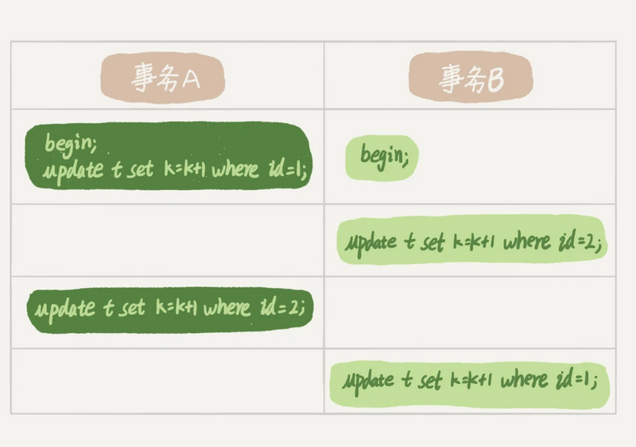 事务A
事务B
begin;
update t set k=k+1 where id=1;
begin;
update t set k=k+1 where id=2;
update t set k=k+1 where id=2;
update t set k=k+1 where id=1;